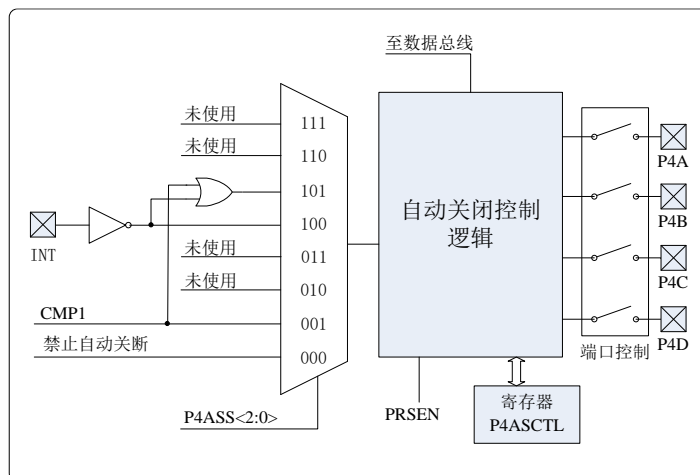 至数据总线
未使用
111
未使用
110
P4A
101
P4B
自动关闭控制
逻辑
100
INT
未使用
011
P4C
未使用
010
CMP1
001
P4D
禁止自动关断
000
端口控制
P4ASS<2:0>
PRSEN
寄存器
P4ASCTL